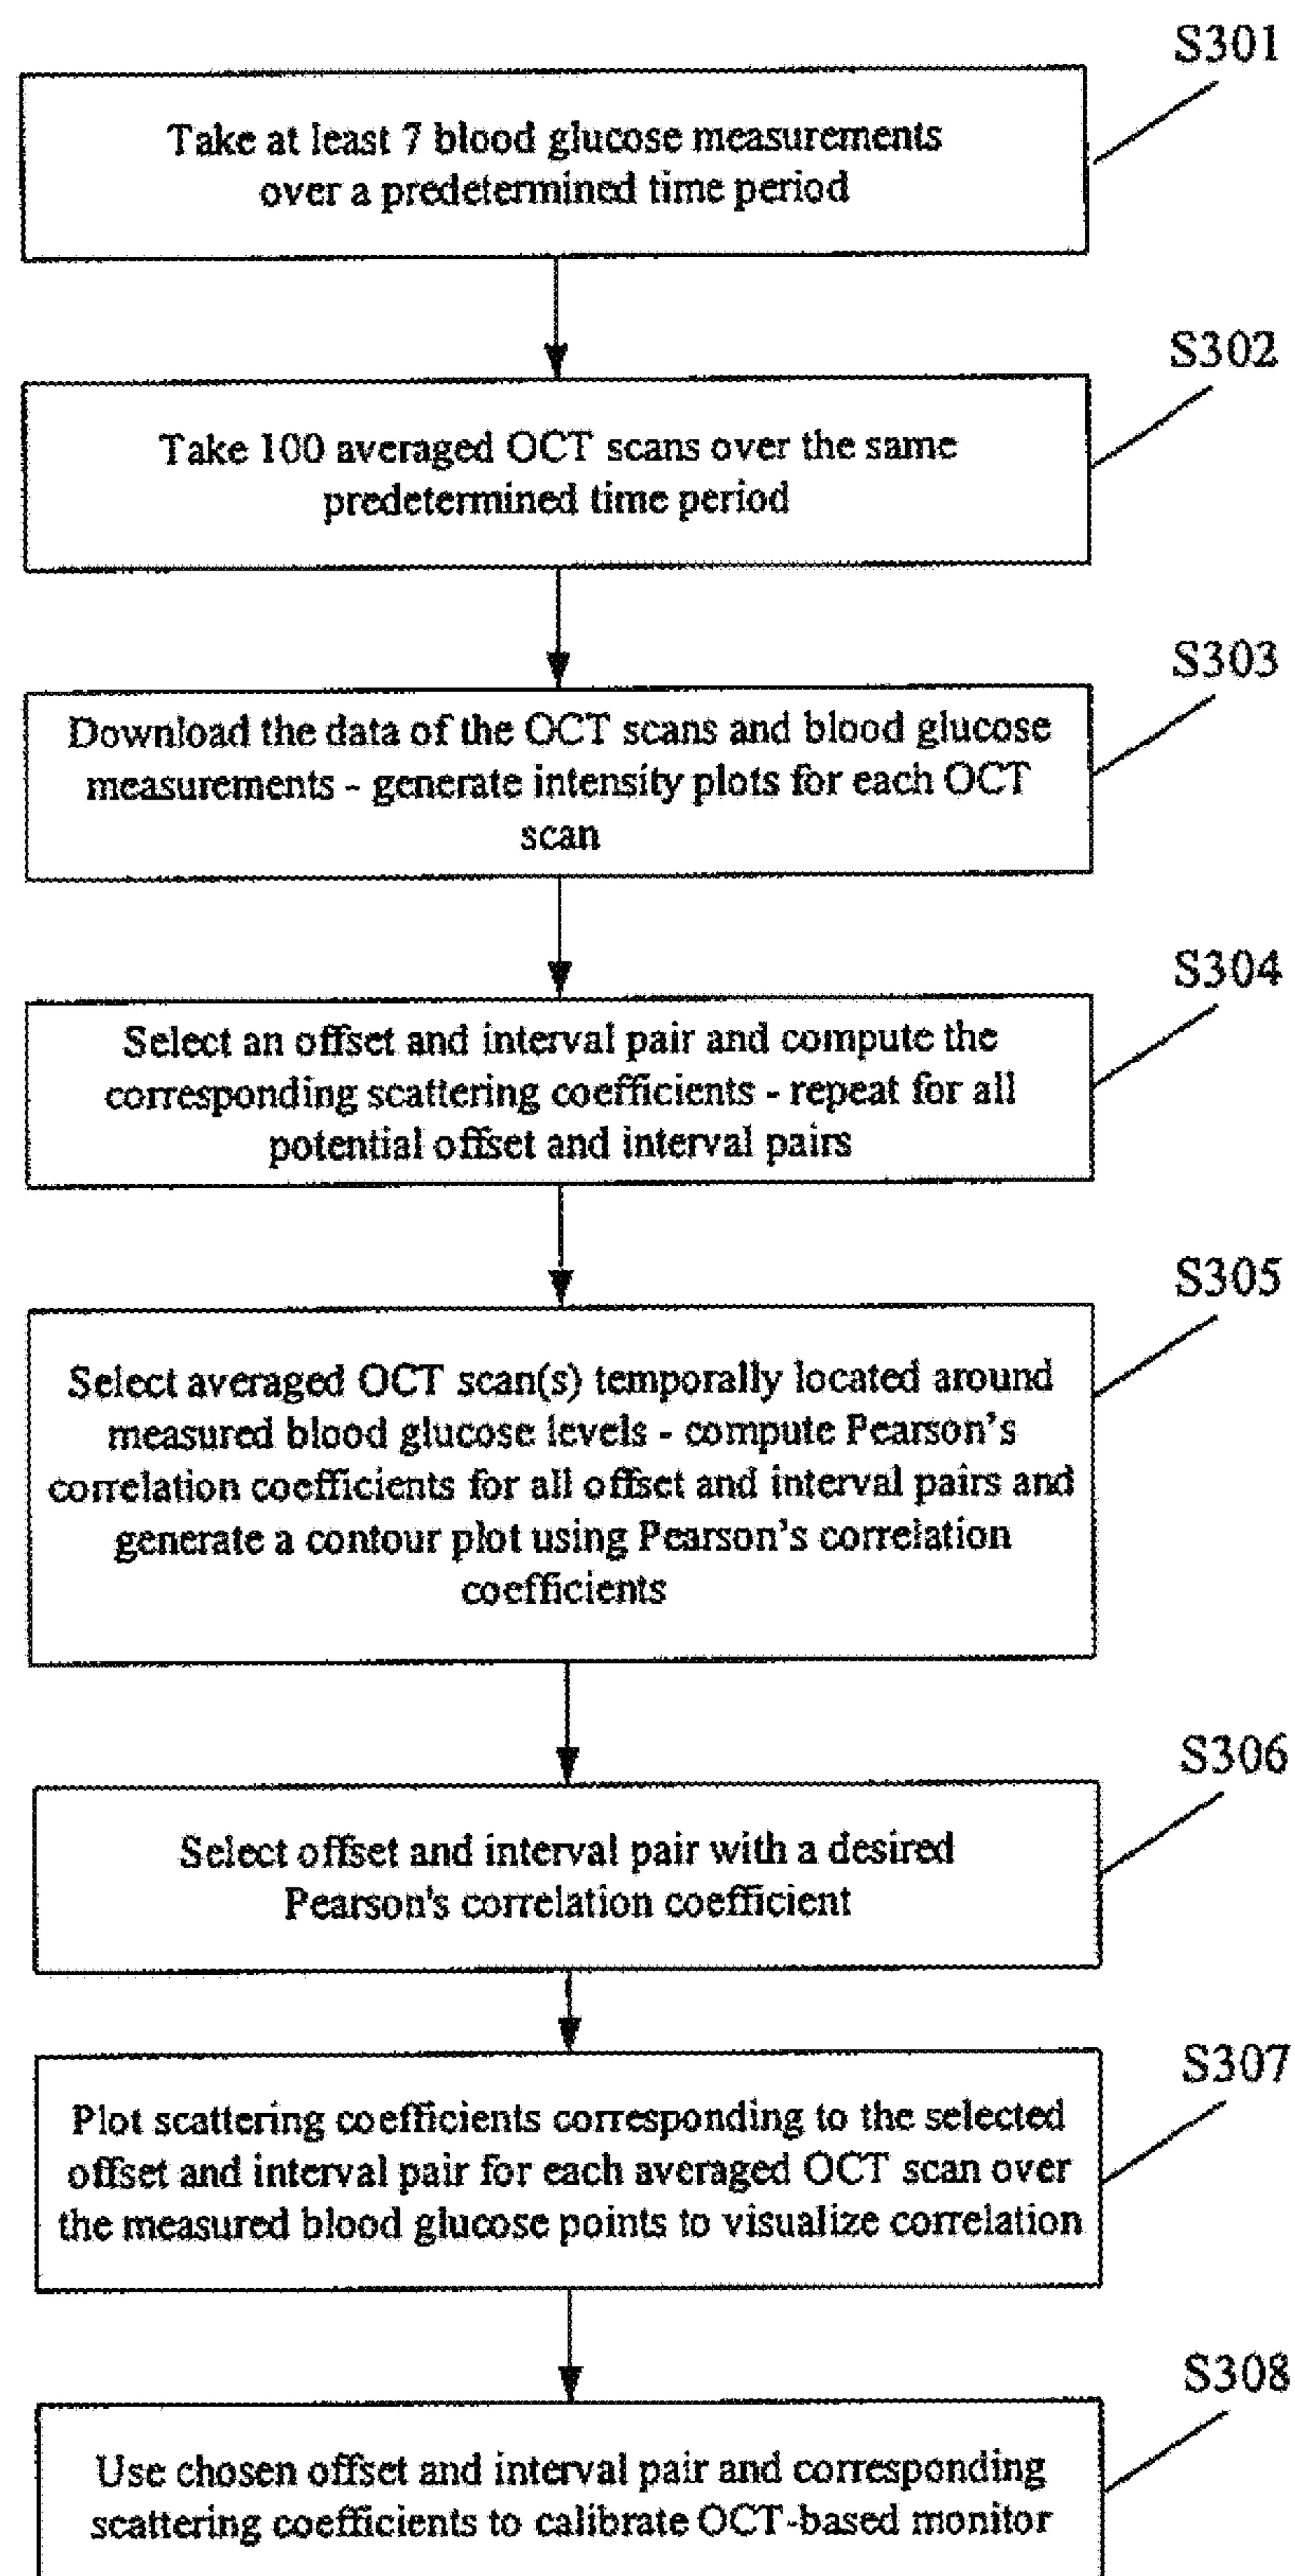 S301
Take at least 7 blood glucose measurements
over a predetermined time period
S302
Take 100 averaged OCT scans over the same
predetermined time period
S303
Download the data of the OCT scans and blood glucose
measurements - generate intensity plots for each OCT
scan
S304
Select an offset and interval pair and compute the
corresponding scattering coefficients - repeat for all
potential offset and interval pairs
S305
Select averaged OCT scan(s) temporally located around
measured blood glucose levels - compute Pearson's
correlation coefficients for all offset and interval pairs and
generate a contour plot using Pearson's correlation
coefficients
S306
Select offset and interval pair with a desired
Pearson's correlation coefficient
S307
Plot scattering coefficients corresponding to the selected
offset and interval pair for each averaged OCT scan over
the measured blood glucose points to visualize correlation
S308
Use chosen offset and interval pair and corresponding
scattering coefficients to calibrate OCT-based monitor